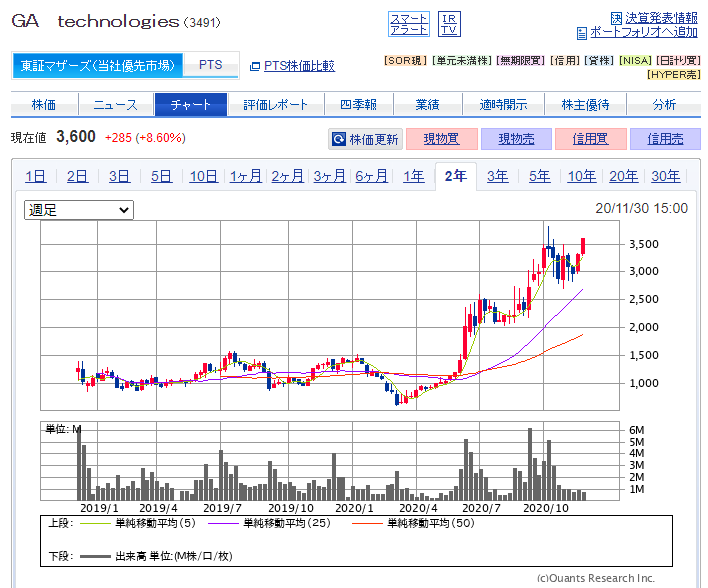 GA technologies (3491)
スマートアラート
IR TV
決算発表情報
ポートフォリオへ追加
東証マザーズ(当社優先市場) PTS PTS株価比較
[SOR現] [単元未満株] [無期限買] [信用] [貸株] [NISA] [日計り買]
[HYPER売]
株価 ニュース チャート 評価レポート 四季報 業績 適時開示 株主優待 分析
現在値 3,600 +285 (+8.60%) 株価更新 現物買 現物売 信用買 信用売
1日 2日 3日 5日 10日 1ヶ月 2ヶ月 3ヶ月 6ヶ月 1年 2年 3年 5年 10年 20年 30年
週足 20/11/30 15:00
3,500
3,000
2,500
2,000
1,500
1,000
単位: M
6M
5M
4M
3M
2M
1M
2019/1 2019/4 2019/7 2019/10 2020/1 2020/4 2020/7 2020/10
上段: 単純移動平均(5) 単純移動平均(25) 単純移動平均(50)
下段: 出来高 単位:(M株/口/枚)
(c)Quants Research Inc.